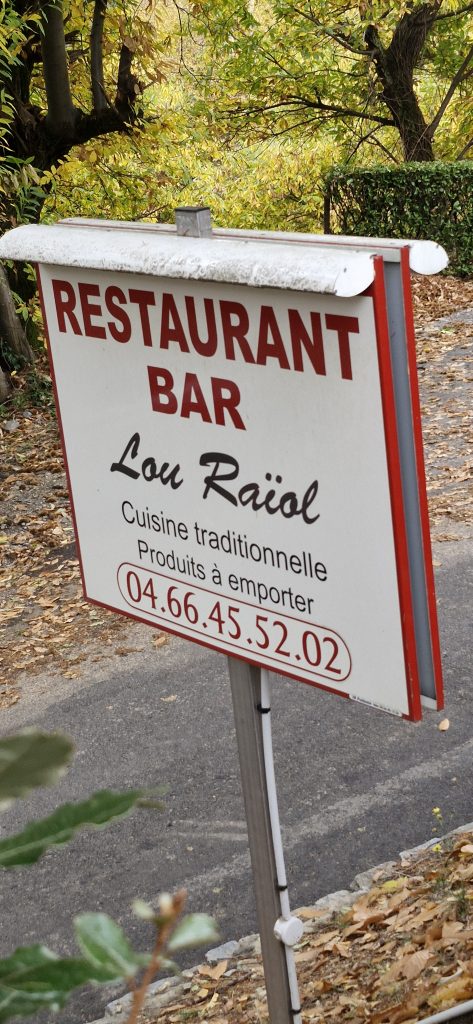 RESTAURANT
BAR
Lou Raïol
Cuisine traditionnelle
Produits à emporter
04.66.45.52.02